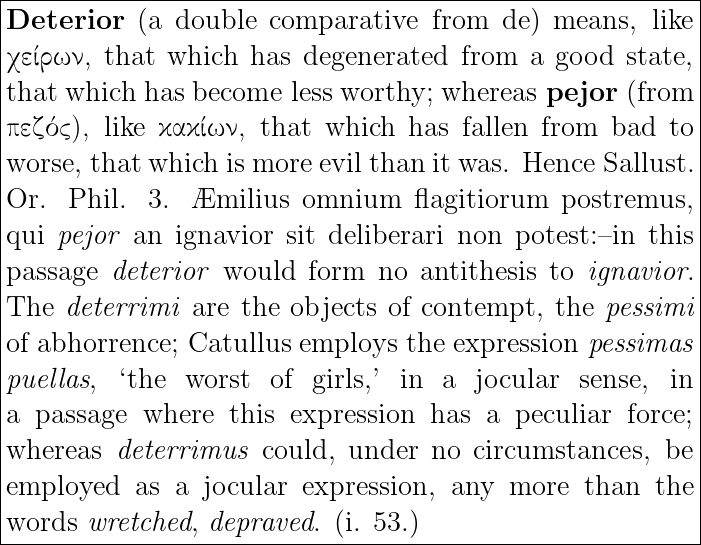 Deterior (a double comparative from de) means, like
χείρων, that which has degenerated from a good state,
that which has become less worthy; whereas pejor (from
πεζός), like κακίων, that which has fallen from bad to
worse, that which is more evil than it was. Hence Sallust.
Or. Phil. 3. Æmilius omnium flagitiorum postremus,
qui pejor an ignavior sit deliberari non potest:–in this
passage deterior would form no antithesis to ignavior.
The deterrimi are the objects of contempt, the pessimi
of abhorrence; Catullus employs the expression pessimas
puellas, ‘the worst of girls,’ in a jocular sense, in
a passage where this expression has a peculiar force;
whereas deterrimus could, under no circumstances, be
employed as a jocular expression, any more than the
words wretched, depraved. (i. 53.)